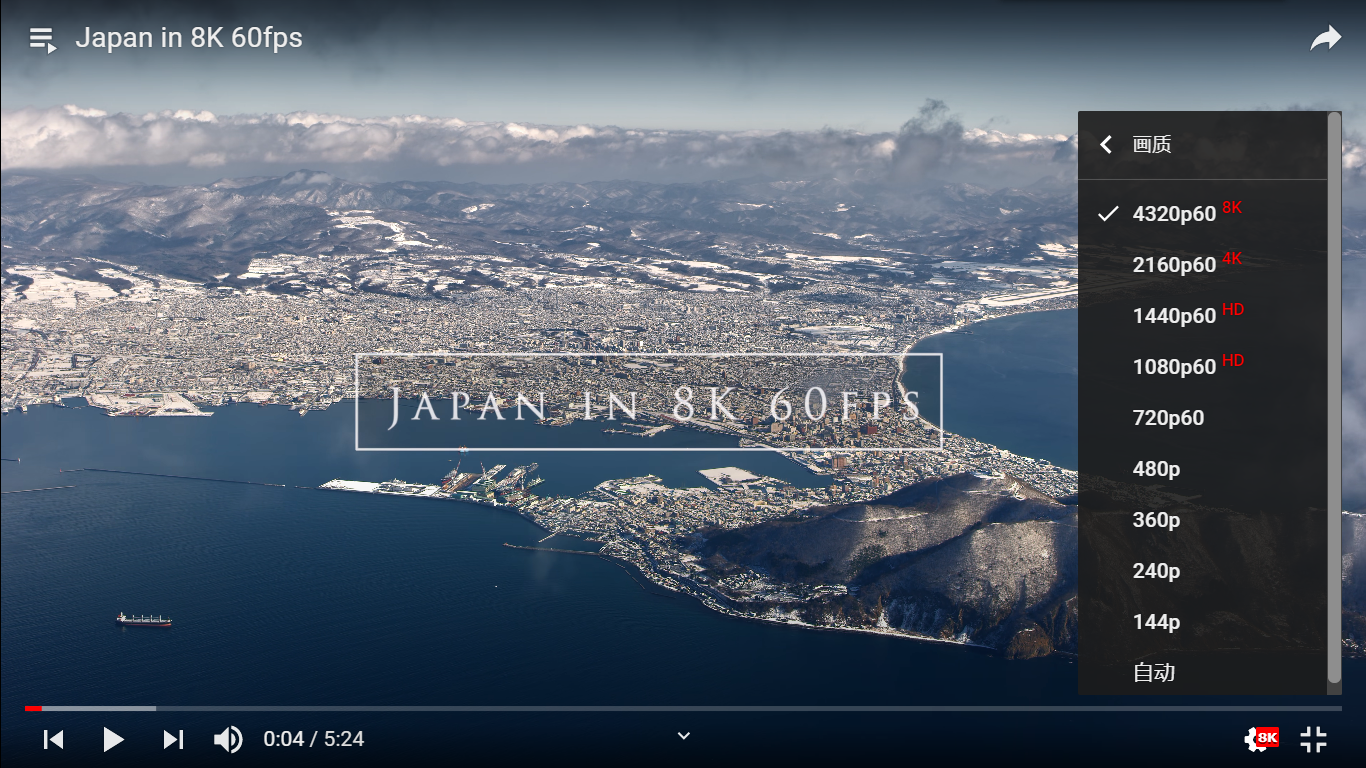 Japan in 8K 60fps
画质
4320p60 8K
2160p60 4K
1440p60 HD
1080p60 HD
720p60
480p
360p
240p
144p
自动
JAPAN IN 8K 60FPS
0:04 / 5:24
8K